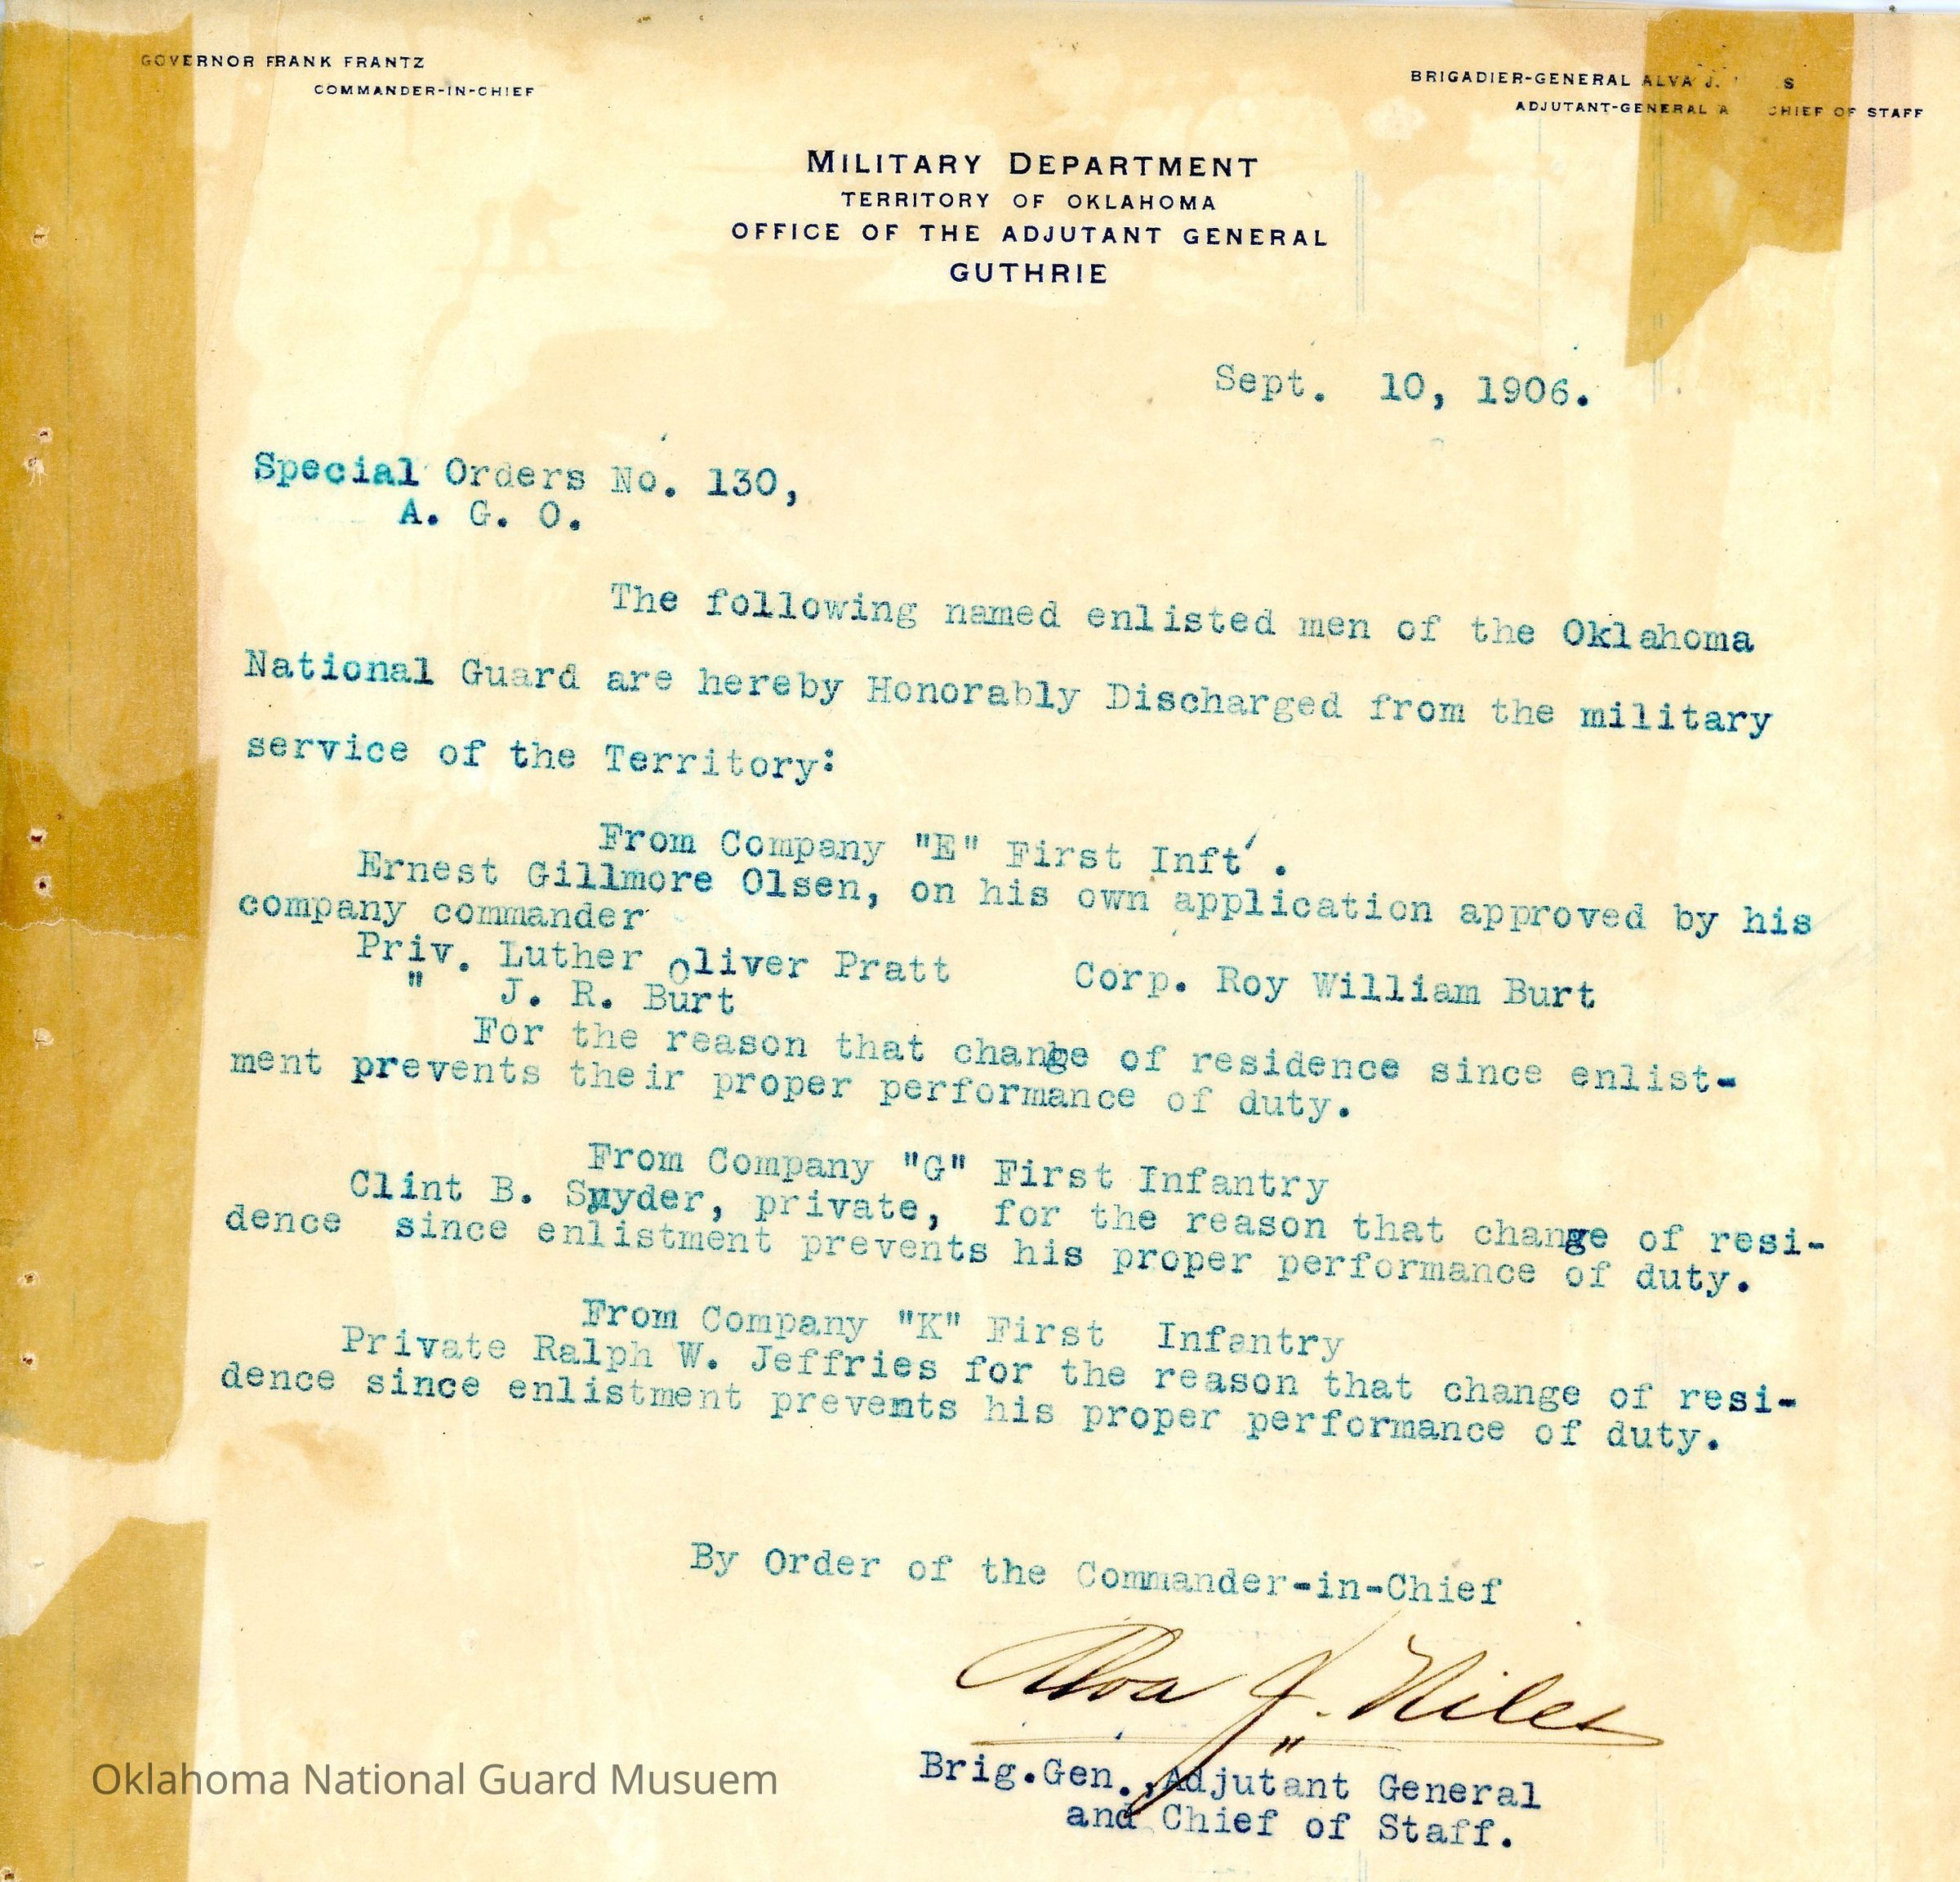 GOVERNOR FRANK FRANTZ
COMMANDER-IN-CHIEF
BRIGADIER-GENERAL ALVA J. S
ADJUTANT-GENERAL A CHIEF OF STAFF
MILITARY DEPARTMENT
TERRITORY OF OKLAHOMA
OFFICE OF THE ADJUTANT GENERAL
GUTHRIE
Sept. 10, 1906.
Special Orders No. 130,
A. G. O.
The following named enlisted men of the Oklahoma
National Guard are hereby Honorably Discharged from the military
service of the Territory:
From Company "E" First Inft'.
Ernest Gillmore Olsen, on his own application approved by his
company commander
Priv. Luther Oliver Pratt Corp. Roy William Burt
" J. R. Burt
For the reason that change of residence since enlist-
ment prevents their proper performance of duty.
From Company "G" First Infantry
Clint B. Snyder, private, for the reason that change of resi-
dence since enlistment prevents his proper performance of duty.
From Company "K" First Infantry
Private Ralph W. Jeffries for the reason that change of resi-
dence since enlistment prevents his proper performance of duty.
By Order of the Commander-in-Chief
Alva J. Niles
Brig.Gen.,Adjutant General
and Chief of Staff.
Oklahoma National Guard Musuem